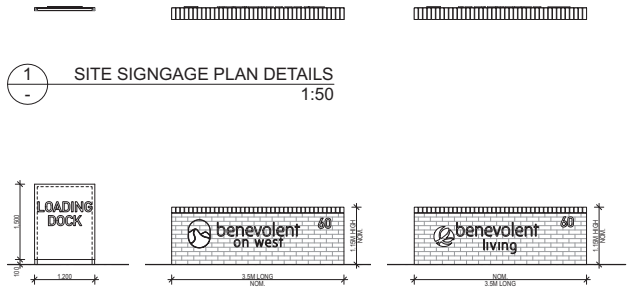 1
-
SITE SIGNGAGE PLAN DETAILS
1:50
LOADING
DOCK
1,500
100
1,200
benevolent
on west
60
1.15M HIGH
NOM.
3.5M LONG
NOM.
benevolent
living
60
1.15M HIGH
NOM.
NOM.
3.5M LONG